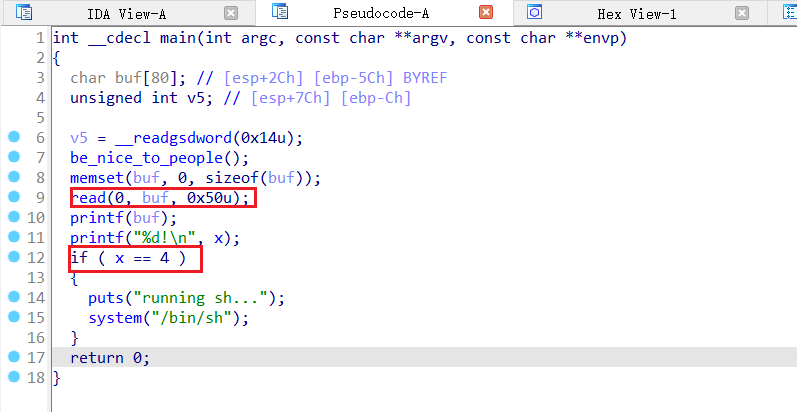 IDA View-A Pseudocode-A Hex View-1
1 int __cdecl main(int argc, const char **argv, const char **envp)
2 {
3 char buf[80]; // [esp+2Ch] [ebp-5Ch] BYREF
4 unsigned int v5; // [esp+7Ch] [ebp-Ch]
5
6 v5 = __readgsdword(0x14u);
7 be_nice_to_people();
8 memset(buf, 0, sizeof(buf));
9 read(0, buf, 0x50u);
10 printf(buf);
11 printf("%d!\n", x);
12 if ( x == 4 )
13 {
14 puts("running sh...");
15 system("/bin/sh");
16 }
17 return 0;
18 }